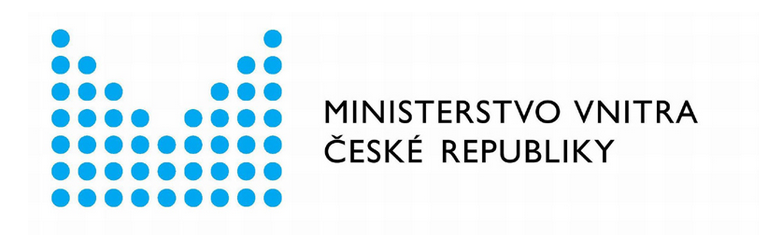 MINISTERSTVO VNITRA
ČESKÉ REPUBLIKY